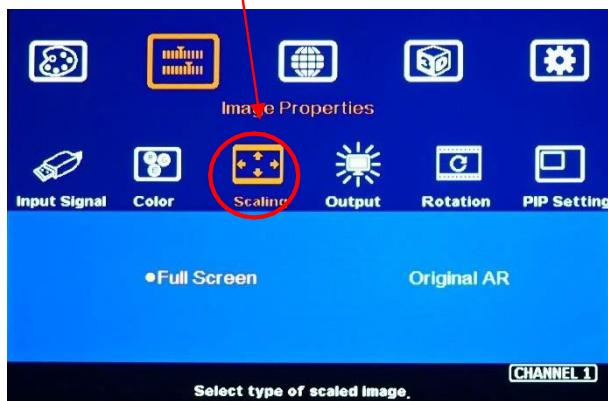 Image Properties
Input Signal Color Scaling Output Rotation PIP Setting
Full Screen Original AR
CHANNEL 1
Select type of scaled image.